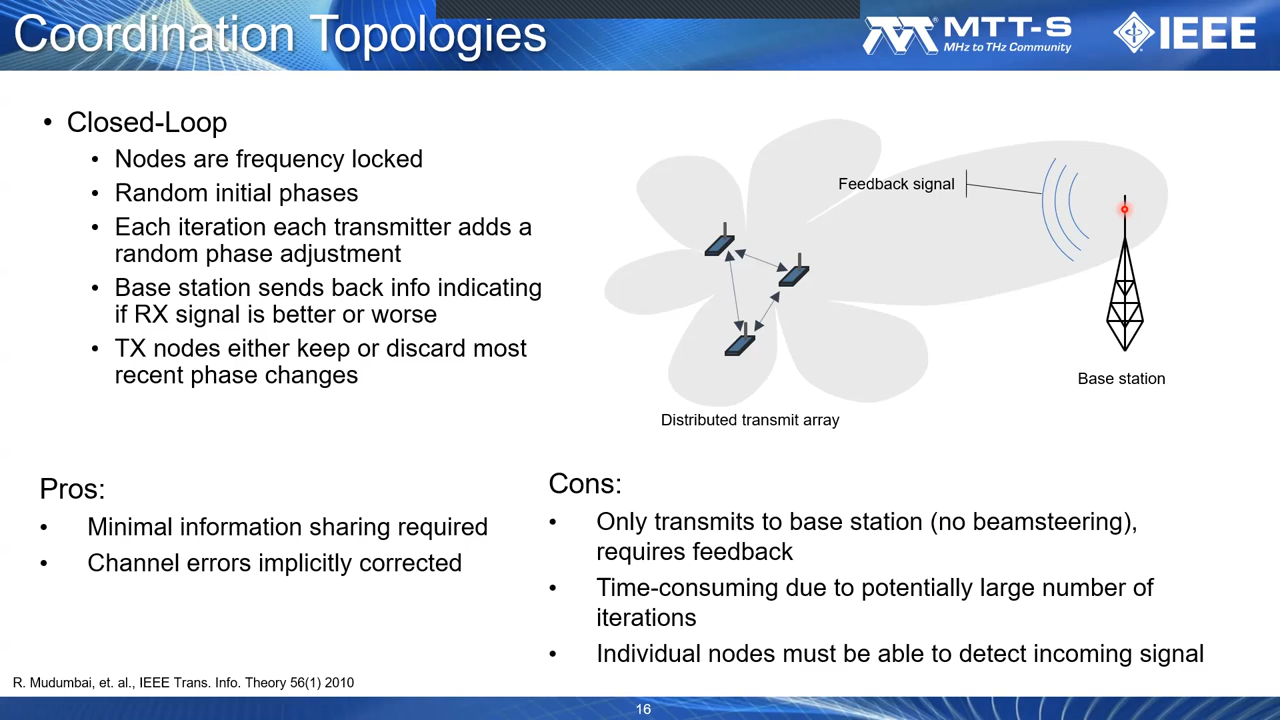 Coordination Topologies
MTT-S
MHz to THz Community
IEEE
• Closed-Loop
• Nodes are frequency locked
• Random initial phases
• Each iteration each transmitter adds a
random phase adjustment
• Base station sends back info indicating
if RX signal is better or worse
• TX nodes either keep or discard most
recent phase changes
Feedback signal
Base station
Distributed transmit array
Pros:
• Minimal information sharing required
• Channel errors implicitly corrected
Cons:
• Only transmits to base station (no beamsteering),
requires feedback
• Time-consuming due to potentially large number of
iterations
• Individual nodes must be able to detect incoming signal
R. Mudumbai, et. al., IEEE Trans. Info. Theory 56(1) 2010
16